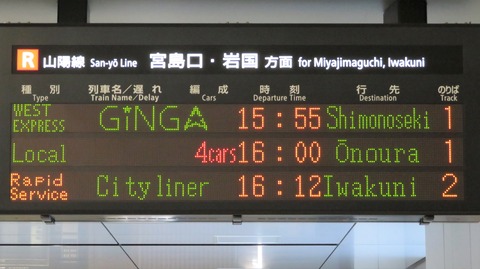 R 山陽線 San-yō Line 宮島口・岩国 方面 for Miyajimaguchi, Iwakuni
種別 列車名/遅れ 編成 時刻 行先 のりば
Type Train Name/Delay Cars Departure Time Destination Track
WEST EXPRESS GiNGA 15:55 Shimonoseki 1
Local 4cars 16:00 Ōnoura 1
Rapid Service City liner 16:12 Iwakuni 2